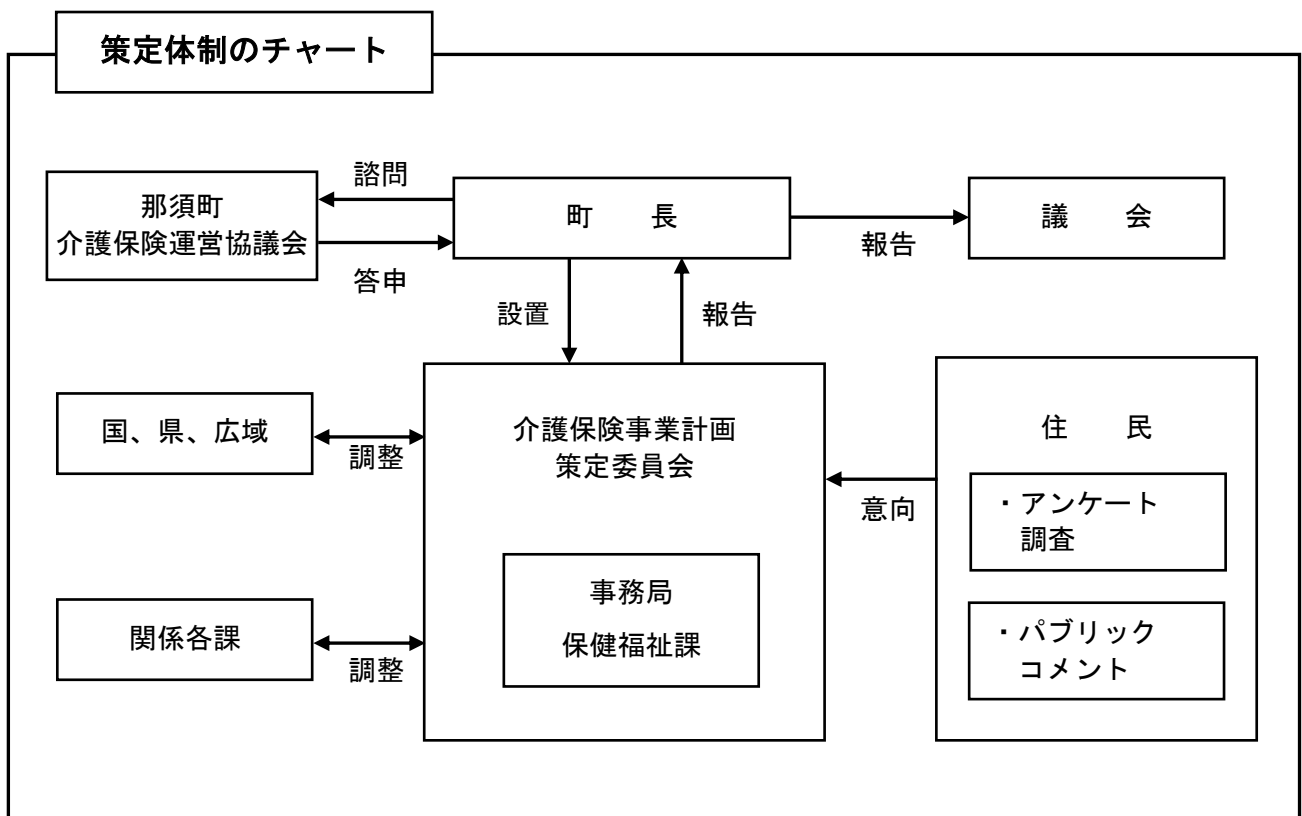 策定体制のチャート
諮問
那須町
介護保険運営協議会
答申
町　　長
報告
議　　会
設置
報告
国、県、広域
調整
介護保険事業計画
策定委員会
事務局
保健福祉課
意向
住　　民
・アンケート
調査
・パブリック
コメント
関係各課
調整